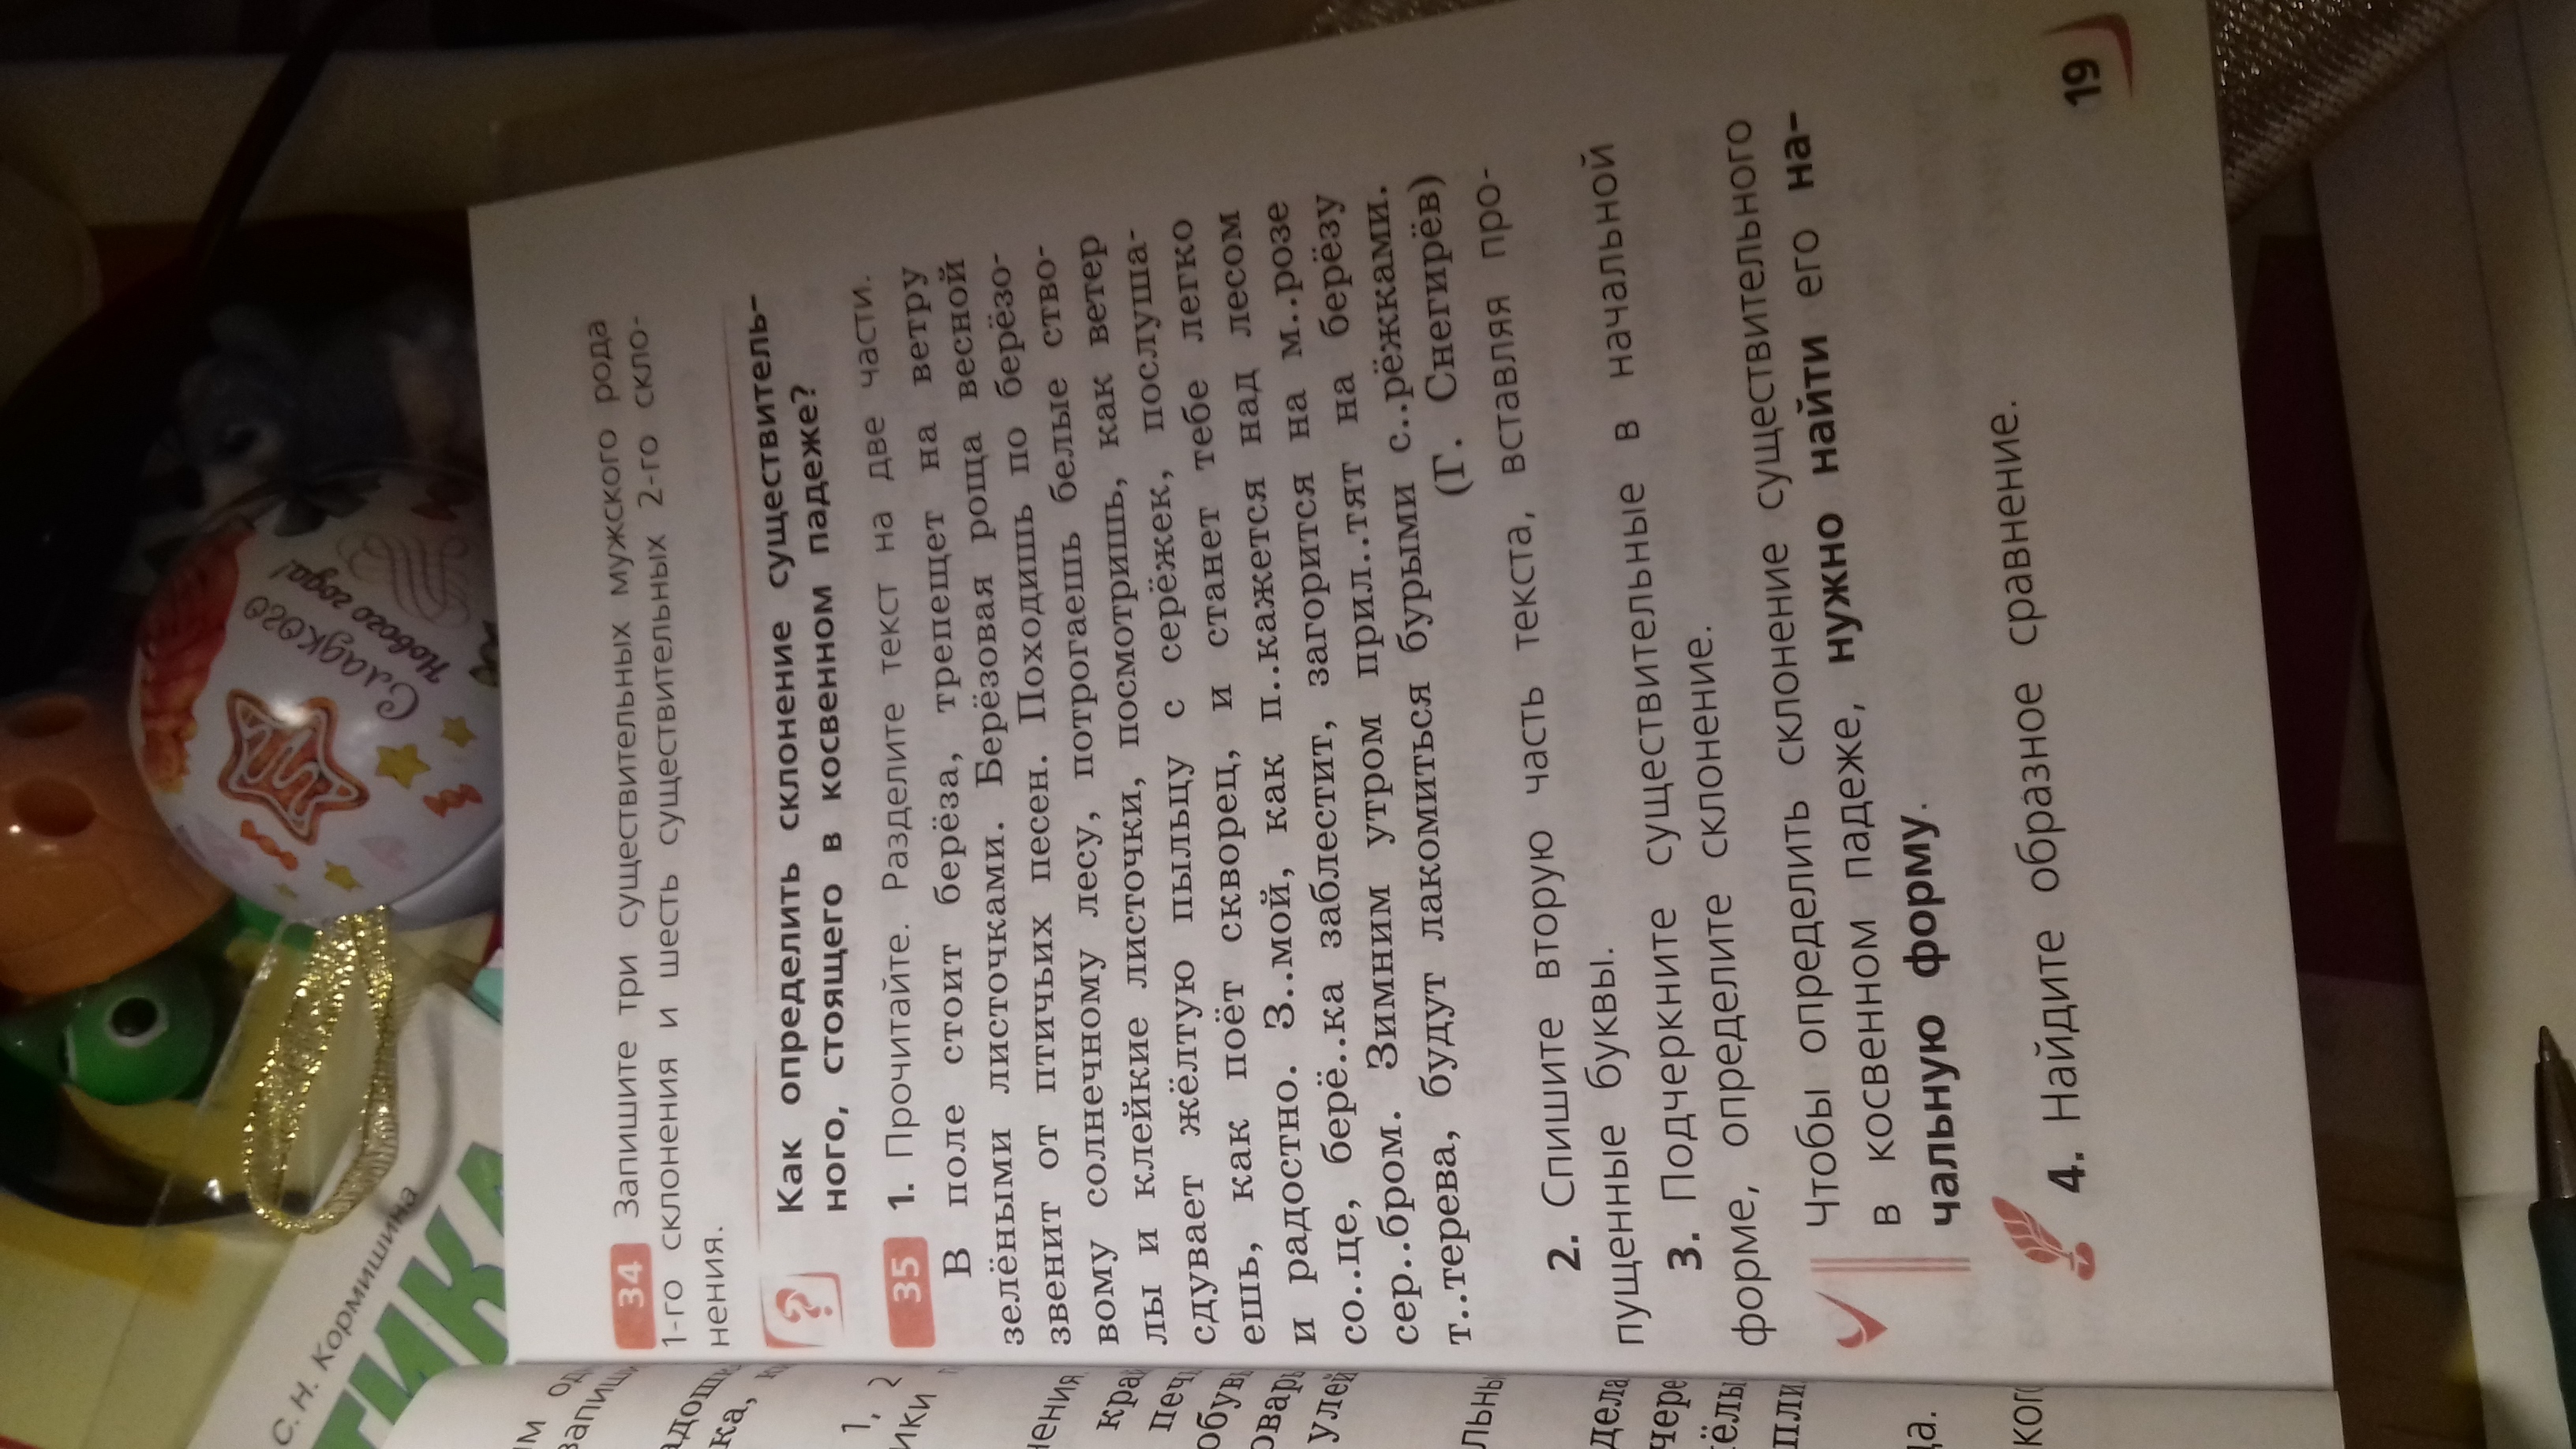 34 Запишите три существительных мужского рода
1-го склонения и шесть существительных 2-го скло-
нения.
Как определить склонение существитель-
ного, стоящего в косвенном падеже?
35 1. Прочитайте. Разделите текст на две части.
В поле стоит берёза, трепещет на ветру
зелёными листочками. Берёзовая роща весной
звенит от птичьих песен. Походишь по берёзо-
вому солнечному лесу, потрогаешь белые ство-
лы и клейкие листочки, посмотришь, как ветер
сдувает жёлтую пыльцу с серёжек, послуша-
ешь, как поёт скворец, и станет тебе легко
и радостно. З..мой, как п..кажется над лесом
со..це, берё..ка заблестит, загорится на м..розе
сер..бром. Зимним утром прил..тят на берёзу
т..терева, будут лакомиться бурыми с..рёжками.
(Г. Снегирёв)
2. Спишите вторую часть текста, вставляя про-
пущенные буквы.
3. Подчеркните существительные в начальной
форме, определите склонение.
Чтобы определить склонение существительного
в косвенном падеже, нужно найти его на-
чальную форму.
4. Найдите образное сравнение.
19
Сладкого
Нового года!
С. Н. Кормишина
ТИКА
1, 2